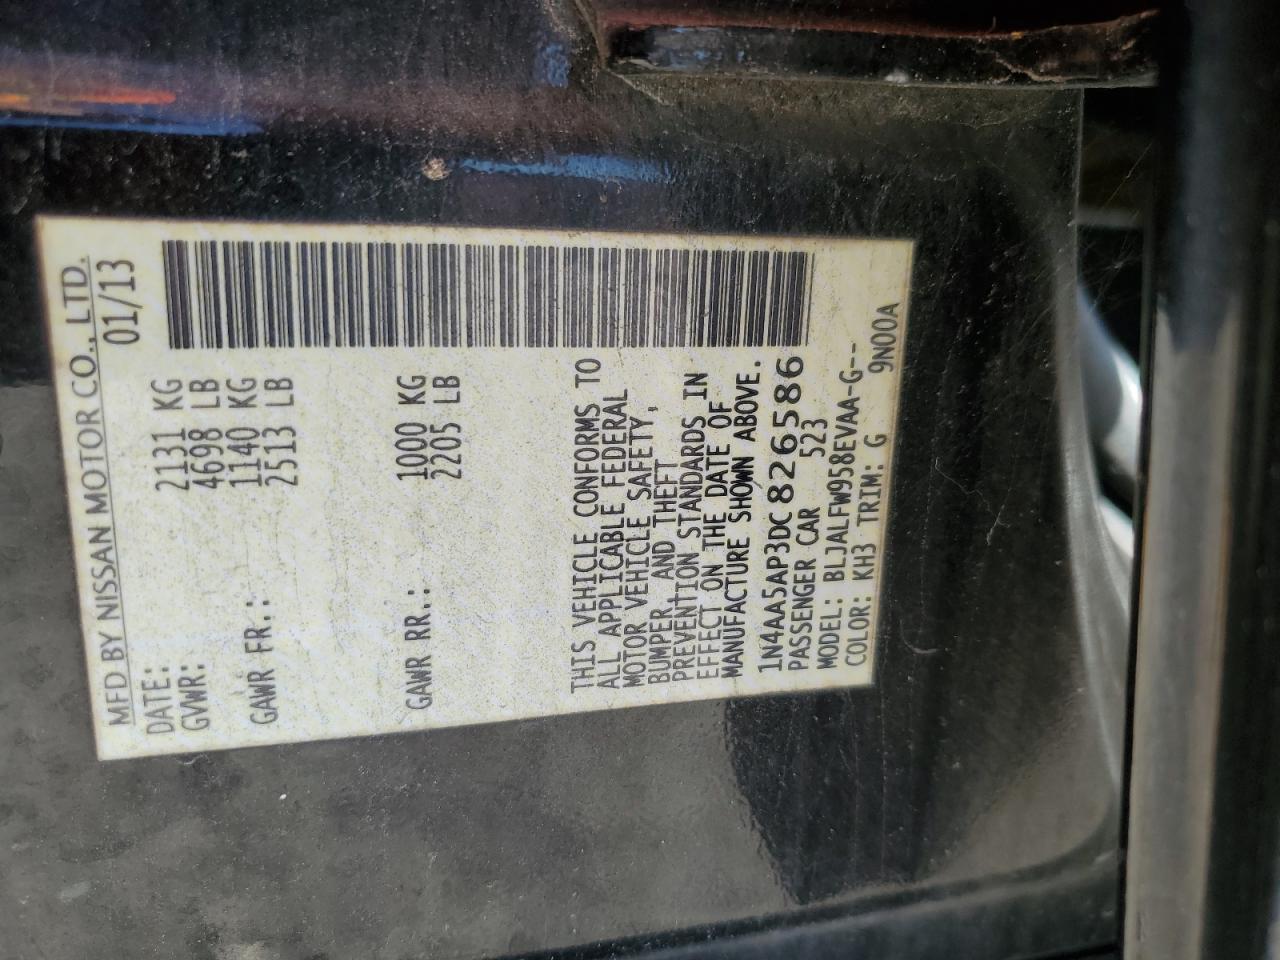 MFD BY NISSAN MOTOR CO., LTD.
DATE: 01/13
GVWR: 2131 KG
4698 LB
GAWR FR.: 1140 KG
2513 LB
GAWR RR.: 1000 KG
2205 LB
THIS VEHICLE CONFORMS TO
ALL APPLICABLE FEDERAL
MOTOR VEHICLE SAFETY,
BUMPER, AND THEFT
PREVENTION STANDARDS IN
EFFECT ON THE DATE OF
MANUFACTURE SHOWN ABOVE.
1N4AA5AP3DC826586
PASSENGER CAR 523
MODEL: BLJALFW958EVAA-G--
COLOR: KH3 TRIM: G 9N00A